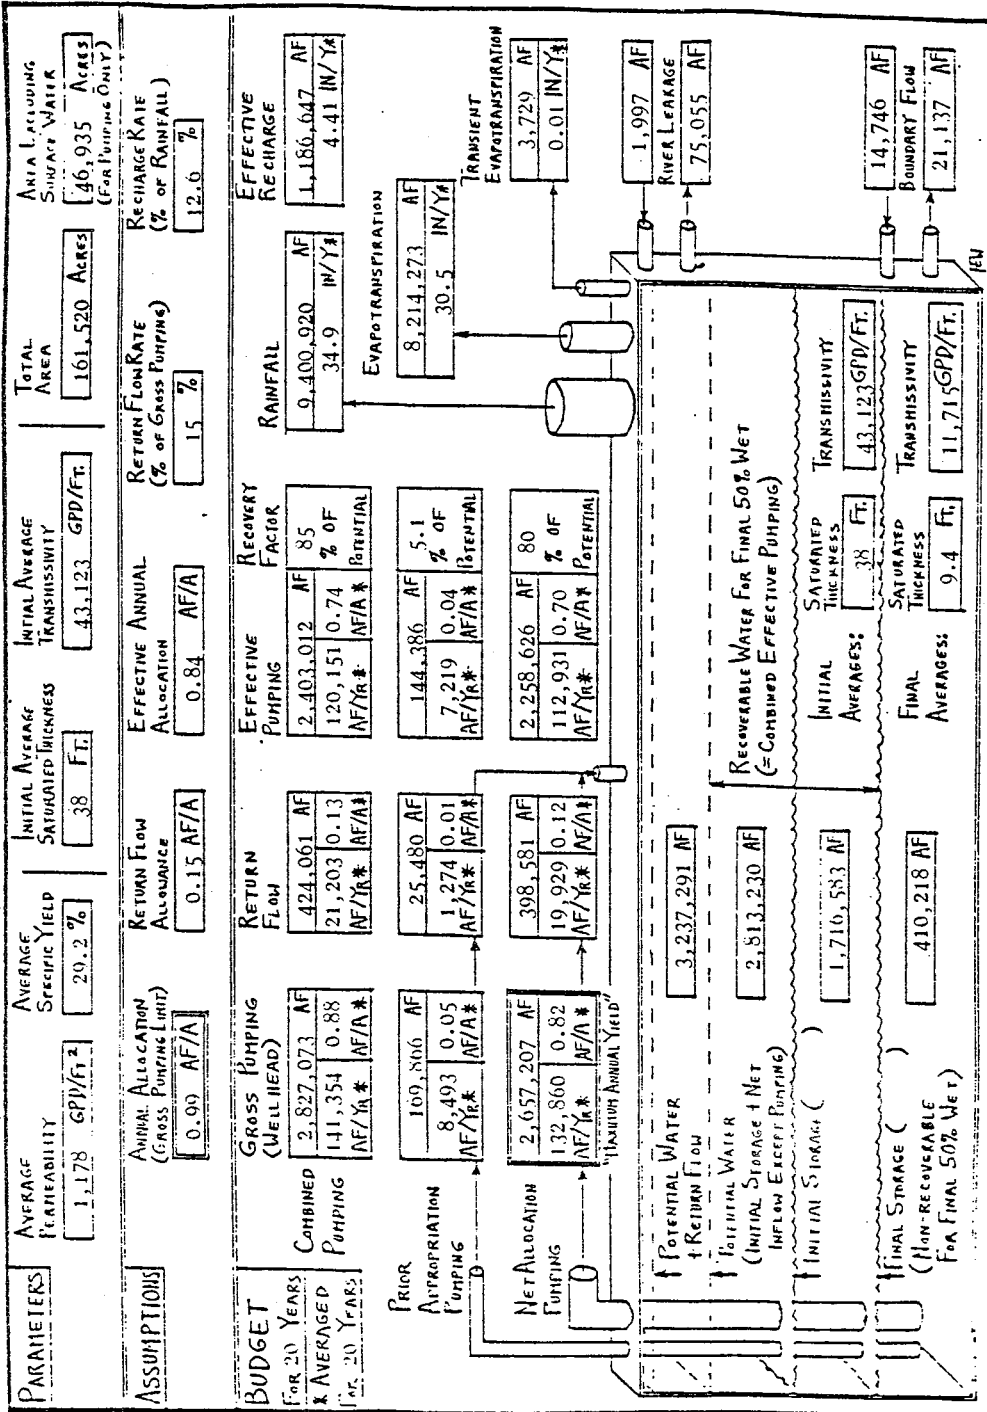 PARAMETERS
AVERAGE
PERMEABILITY
1,178 GPD/FT²
AVERAGE
SPECIFIC YIELD
29.2 %
INITIAL AVERAGE
SATURATED THICKNESS
38 FT.
INITIAL AVERAGE
TRANSMISSIVITY
43,123 GPD/FT.
TOTAL
AREA
161,520 ACRES
AREA EXCLUDING
SURFACE WATER
146,935 ACRES
(FOR PUMPING ONLY)
ASSUMPTIONS
ANNUAL ALLOCATION
(GROSS PUMPING LIMIT)
0.99 AF/A
RETURN FLOW
ALLOWANCE
0.15 AF/A
EFFECTIVE ANNUAL
ALLOCATION
0.84 AF/A
RETURN FLOW RATE
(% OF GROSS PUMPING)
15 %
RECHARGE RATE
(% OF RAINFALL)
12.6 %
BUDGET
FOR 20 YEARS
* AVERAGED
FOR 20 YEARS
GROSS PUMPING
(WELL HEAD)
RETURN
FLOW
EFFECTIVE
PUMPING
RECOVERY
FACTOR
COMBINED
PUMPING
2,827,073 AF
141,354 0.88
AF/YR* AF/A*
424,061 AF
21,203 0.13
AF/YR* AF/A*
2,403,012 AF
120,151 0.74
AF/YR* AF/A*
85
% OF
POTENTIAL
PRIOR
APPROPRIATION
PUMPING
169,866 AF
8,493 0.05
AF/YR* AF/A*
25,480 AF
1,274 0.01
AF/YR* AF/A*
144,386 AF
7,219 0.04
AF/YR* AF/A*
5.1
% OF
POTENTIAL
NET ALLOCATION
PUMPING
2,657,207 AF
132,860 0.82
AF/YR* AF/A*
"MAXIMUM ANNUAL YIELD"
398,581 AF
19,929 0.12
AF/YR* AF/A*
2,258,626 AF
112,931 0.70
AF/YR* AF/A*
80
% OF
POTENTIAL
RAINFALL
9,400,920 AF
34.9 IN/YR*
EFFECTIVE
RECHARGE
1,186,647 AF
4.41 IN/YR*
EVAPOTRANSPIRATION
8,214,273 AF
30.5 IN/YR*
TRANSIENT
EVAPOTRANSPIRATION
3,729 AF
0.01 IN/YR*
1,997 AF
RIVER LEAKAGE
75,055 AF
14,746 AF
BOUNDARY FLOW
21,137 AF
POTENTIAL WATER
+ RETURN FLOW
3,237,291 AF
POTENTIAL WATER
(INITIAL STORAGE + NET
INFLOW EXCEPT PUMPING)
2,813,230 AF
RECOVERABLE WATER FOR FINAL 50% WET
(= COMBINED EFFECTIVE PUMPING)
INITIAL STORAGE ( )
1,716,583 AF
INITIAL
AVERAGES:
SATURATED
THICKNESS
38 FT.
TRANSMISSIVITY
43,123 GPD/FT.
FINAL STORAGE ( )
(NON-RECOVERABLE
FOR FINAL 50% WET)
410,218 AF
FINAL
AVERAGES:
SATURATED
THICKNESS
9.4 FT.
TRANSMISSIVITY
11,715 GPD/FT.